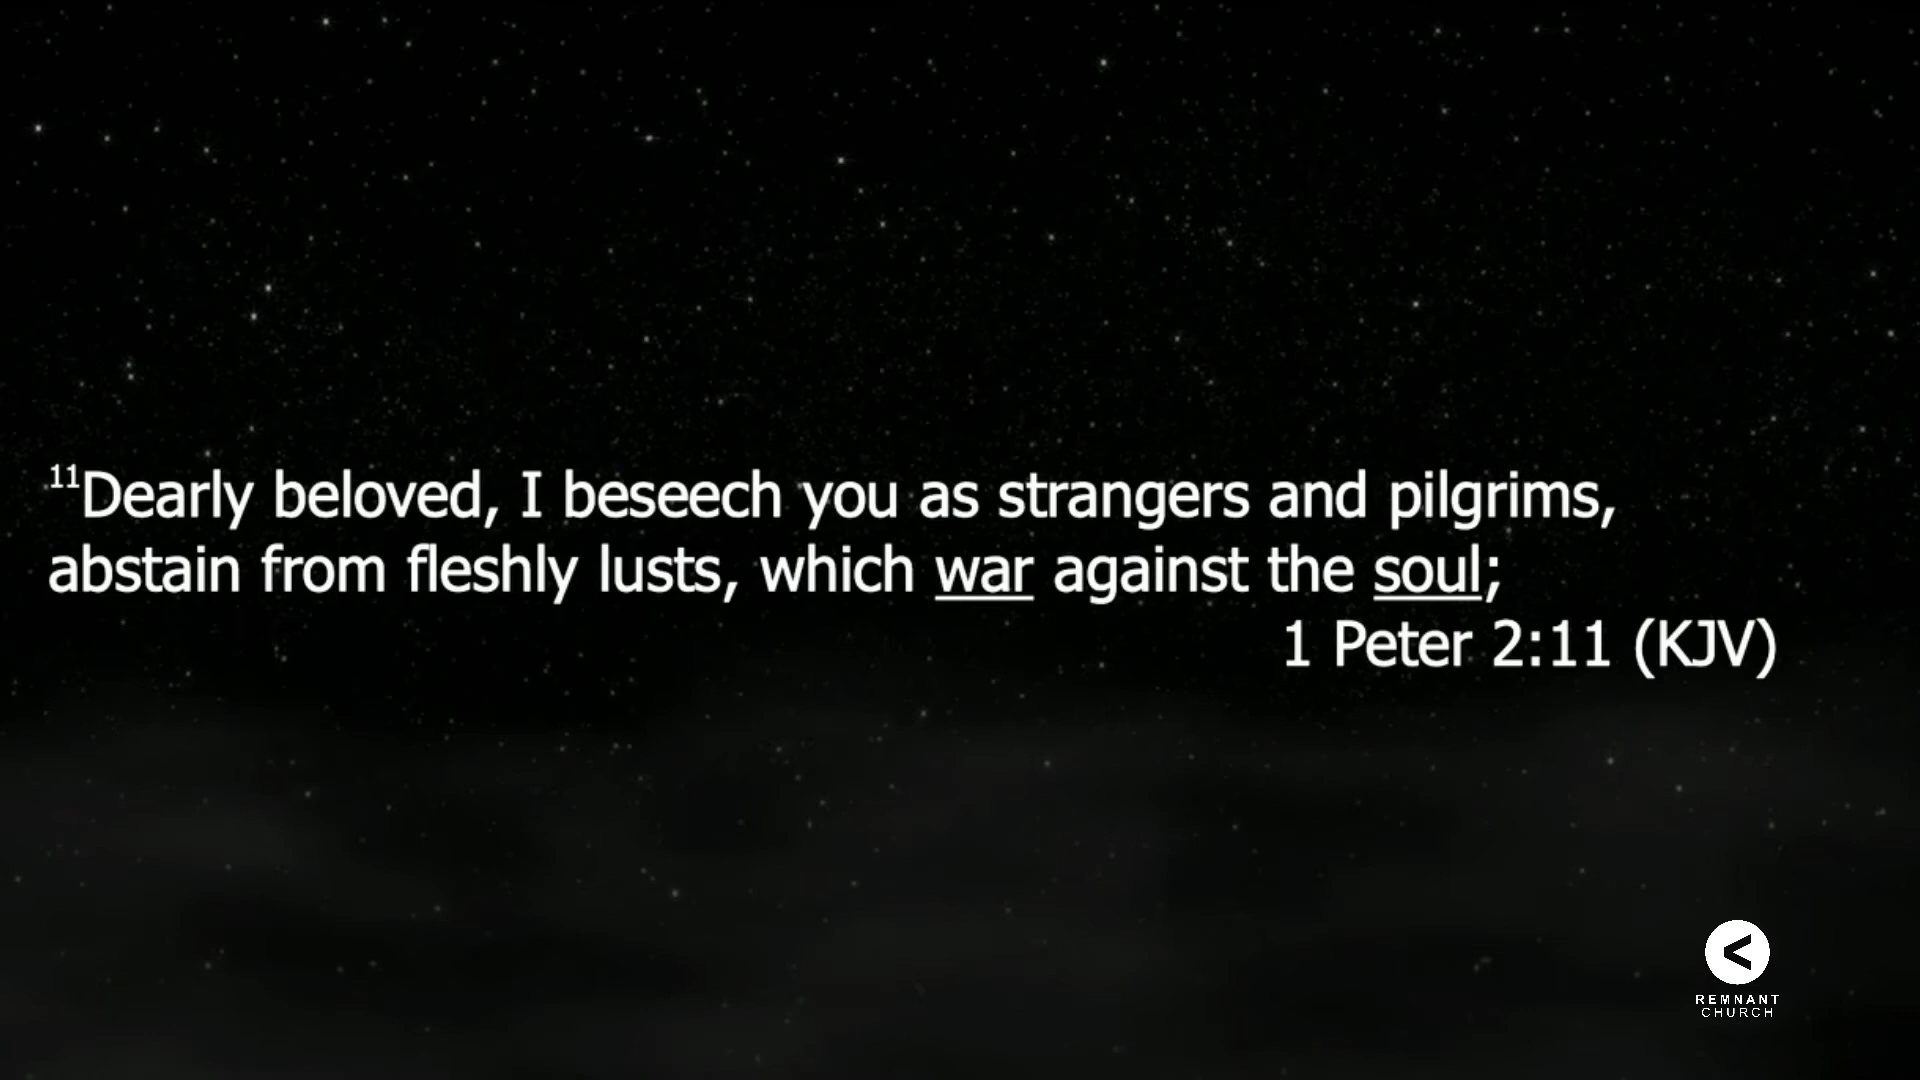 11Dearly beloved, I beseech you as strangers and pilgrims,
abstain from fleshly lusts, which war against the soul;
1 Peter 2:11 (KJV)
<
REMNANT
CHURCH